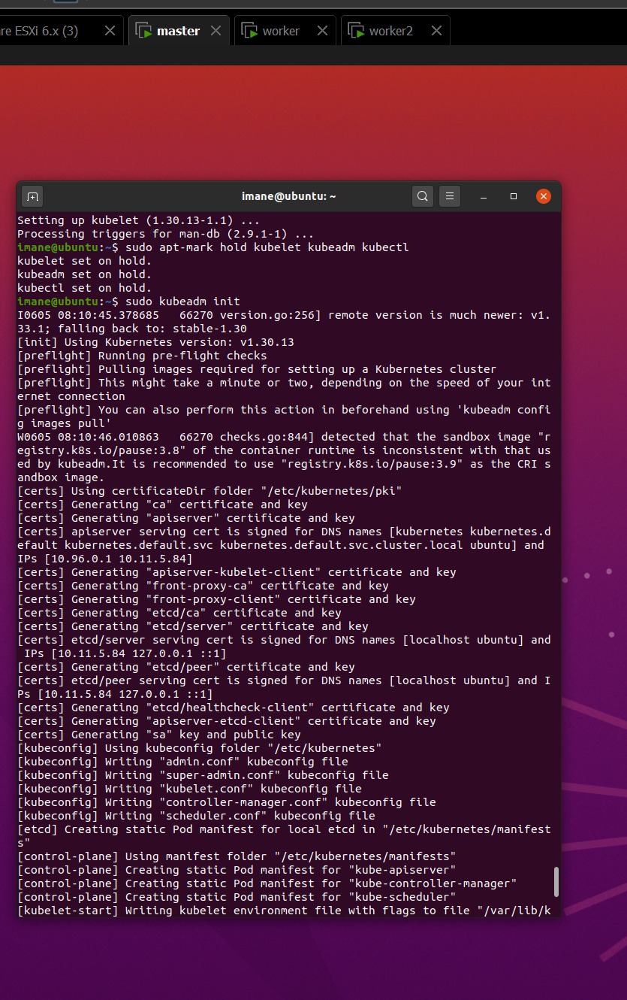 re ESXi 6.x (3)
master
worker
worker2
imane@ubuntu: ~
Setting up kubelet (1.30.13-1.1) ...
Processing triggers for man-db (2.9.1-1) ...
imane@ubuntu:~$ sudo apt-mark hold kubelet kubeadm kubectl
kubelet set on hold.
kubeadm set on hold.
kubectl set on hold.
imane@ubuntu:~$ sudo kubeadm init
I0605 08:10:45.378685   66270 version.go:256] remote version is much newer: v1.
33.1; falling back to: stable-1.30
[init] Using Kubernetes version: v1.30.13
[preflight] Running pre-flight checks
[preflight] Pulling images required for setting up a Kubernetes cluster
[preflight] This might take a minute or two, depending on the speed of your int
ernet connection
[preflight] You can also perform this action in beforehand using 'kubeadm confi
g images pull'
W0605 08:10:46.010863   66270 checks.go:844] detected that the sandbox image "r
egistry.k8s.io/pause:3.8" of the container runtime is inconsistent with that us
ed by kubeadm.It is recommended to use "registry.k8s.io/pause:3.9" as the CRI s
andbox image.
[certs] Using certificateDir folder "/etc/kubernetes/pki"
[certs] Generating "ca" certificate and key
[certs] Generating "apiserver" certificate and key
[certs] apiserver serving cert is signed for DNS names [kubernetes kubernetes.d
efault kubernetes.default.svc kubernetes.default.svc.cluster.local ubuntu] and
IPs [10.96.0.1 10.11.5.84]
[certs] Generating "apiserver-kubelet-client" certificate and key
[certs] Generating "front-proxy-ca" certificate and key
[certs] Generating "front-proxy-client" certificate and key
[certs] Generating "etcd/ca" certificate and key
[certs] Generating "etcd/server" certificate and key
[certs] etcd/server serving cert is signed for DNS names [localhost ubuntu] and
 IPs [10.11.5.84 127.0.0.1 ::1]
[certs] Generating "etcd/peer" certificate and key
[certs] etcd/peer serving cert is signed for DNS names [localhost ubuntu] and I
Ps [10.11.5.84 127.0.0.1 ::1]
[certs] Generating "etcd/healthcheck-client" certificate and key
[certs] Generating "apiserver-etcd-client" certificate and key
[certs] Generating "sa" key and public key
[kubeconfig] Using kubeconfig folder "/etc/kubernetes"
[kubeconfig] Writing "admin.conf" kubeconfig file
[kubeconfig] Writing "super-admin.conf" kubeconfig file
[kubeconfig] Writing "kubelet.conf" kubeconfig file
[kubeconfig] Writing "controller-manager.conf" kubeconfig file
[kubeconfig] Writing "scheduler.conf" kubeconfig file
[etcd] Creating static Pod manifest for local etcd in "/etc/kubernetes/manifest
s"
[control-plane] Using manifest folder "/etc/kubernetes/manifests"
[control-plane] Creating static Pod manifest for "kube-apiserver"
[control-plane] Creating static Pod manifest for "kube-controller-manager"
[control-plane] Creating static Pod manifest for "kube-scheduler"
[kubelet-start] Writing kubelet environment file with flags to file "/var/lib/k